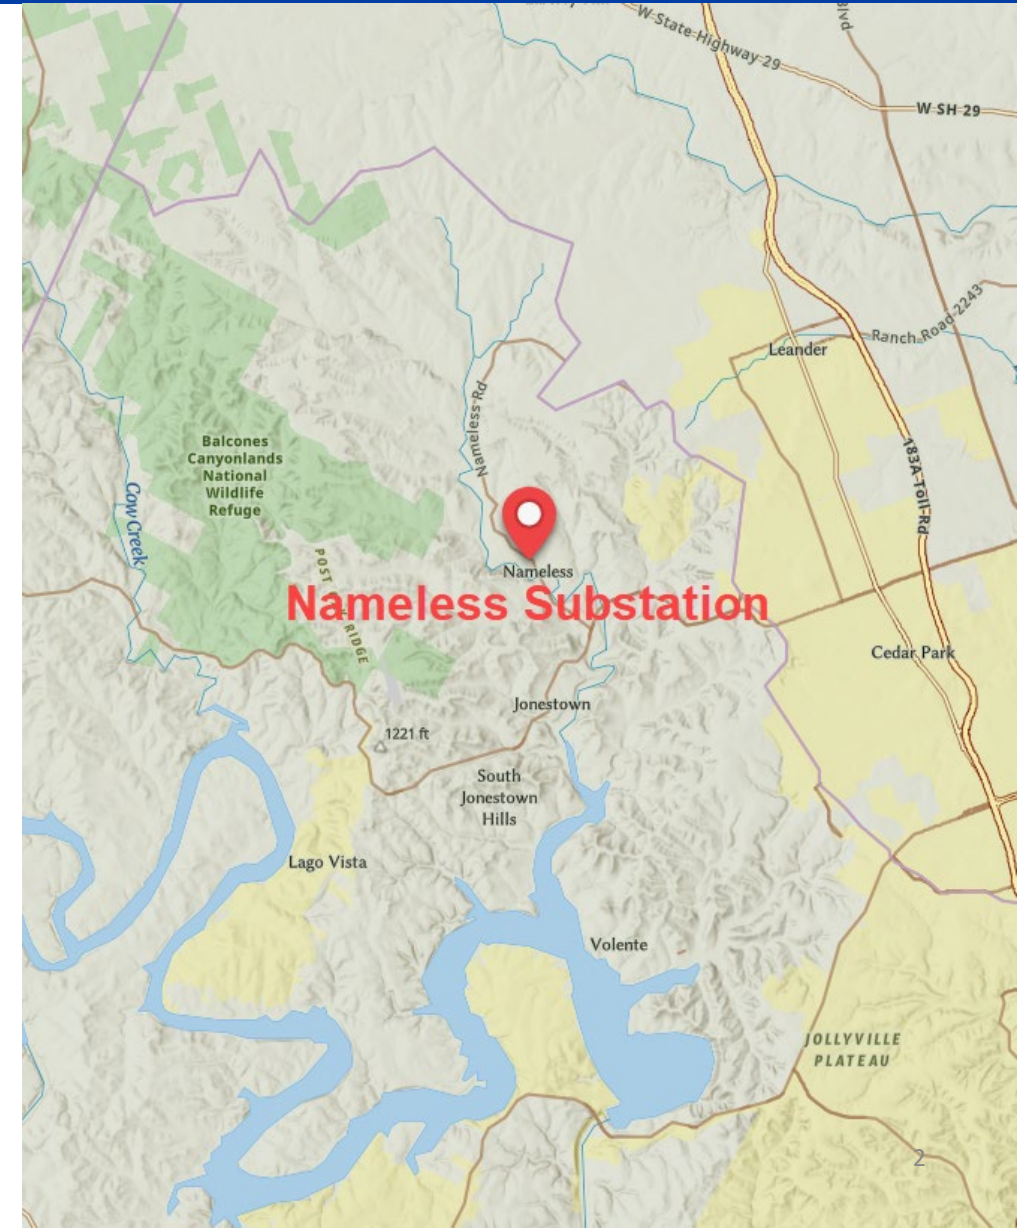 W State Highway 29
Blvd
W SH 29
Ranch Road 2243
Leander
Nameless Rd
183A Toll Rd
Balcones
Canyonlands
National
Wildlife
Refuge
Cow Creek
POST
RIDGE
Nameless
Nameless Substation
Cedar Park
Jonestown
1221 ft
South
Jonestown
Hills
Lago Vista
Volente
JOLLYVILLE
PLATEAU
2